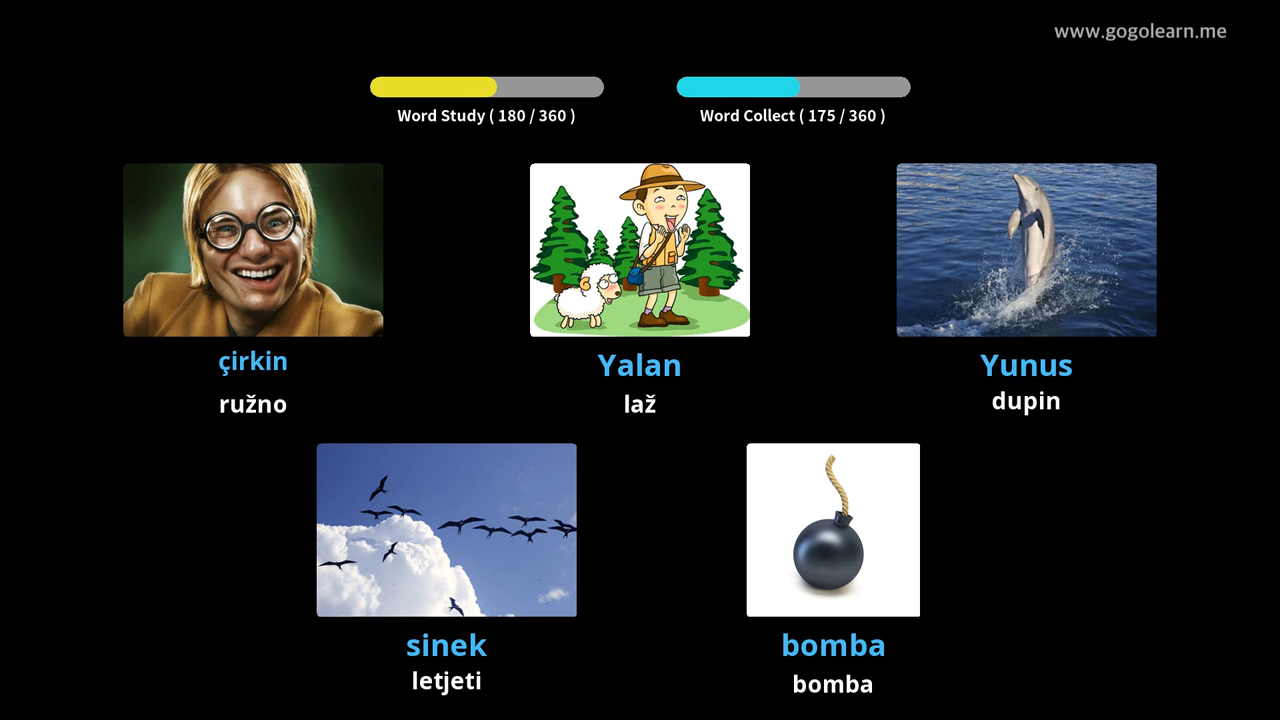 www.gogolearn.me
Word Study ( 180 / 360 )
Word Collect ( 175 / 360 )
çirkin
ružno
Yalan
laž
Yunus
dupin
sinek
letjeti
bomba
bomba